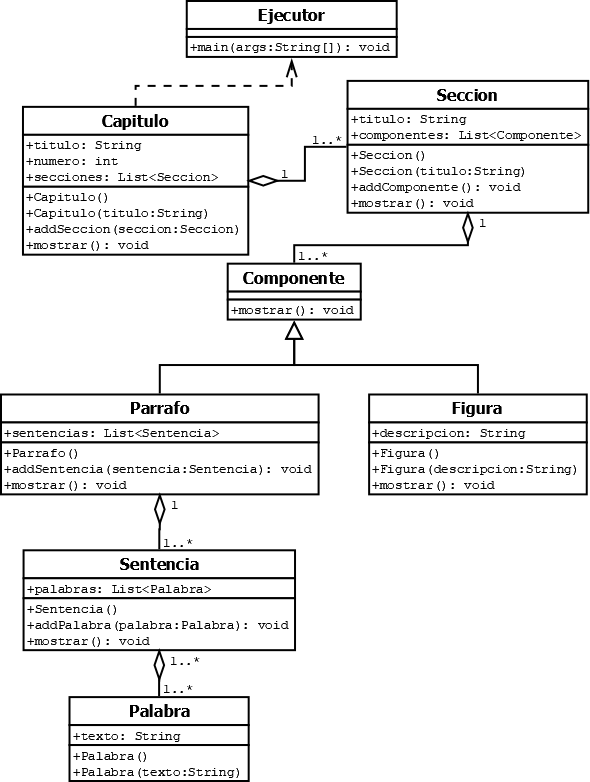 Ejecutor
+main(args:String[]): void
Capitulo
+titulo: String
+numero: int
+secciones: List<Seccion>
+Capitulo()
+Capitulo(titulo:String)
+addSeccion(seccion:Seccion)
+mostrar(): void
1
1..*
Seccion
+titulo: String
+componentes: List<Componente>
+Seccion()
+Seccion(titulo:String)
+addComponente(): void
+mostrar(): void
1
1..*
Componente
+mostrar(): void
Parrafo
+sentencias: List<Sentencia>
+Parrafo()
+addSentencia(sentencia:Sentencia): void
+mostrar(): void
Figura
+descripcion: String
+Figura()
+Figura(descripcion:String)
+mostrar(): void
1
1..*
Sentencia
+palabras: List<Palabra>
+Sentencia()
+addPalabra(palabra:Palabra): void
+mostrar(): void
1..*
1..*
Palabra
+texto: String
+Palabra()
+Palabra(texto:String)